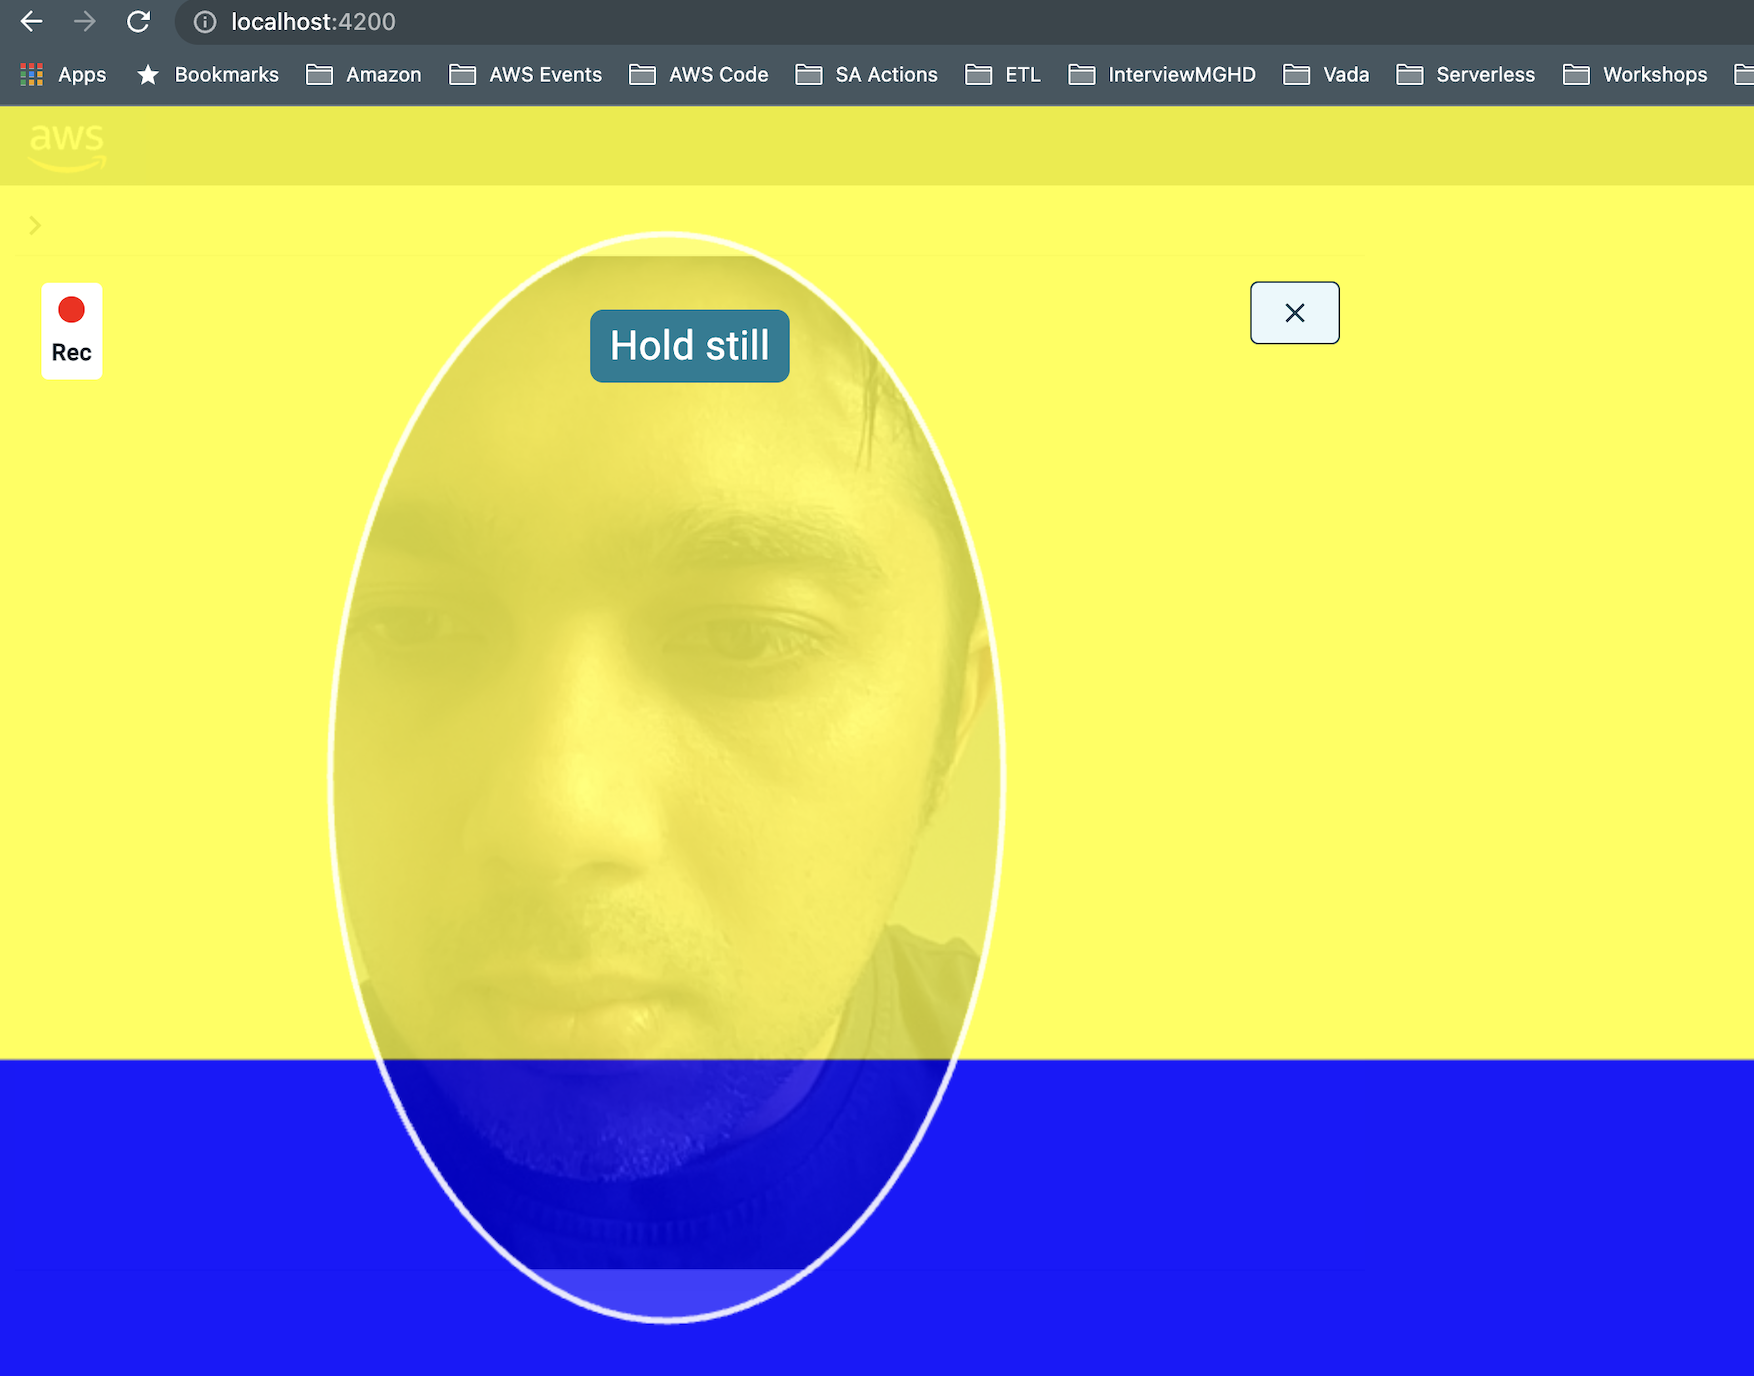 localhost:4200
Apps Bookmarks Amazon AWS Events AWS Code SA Actions ETL InterviewMGHD Vada Serverless Workshops
aws
Hold still
Rec